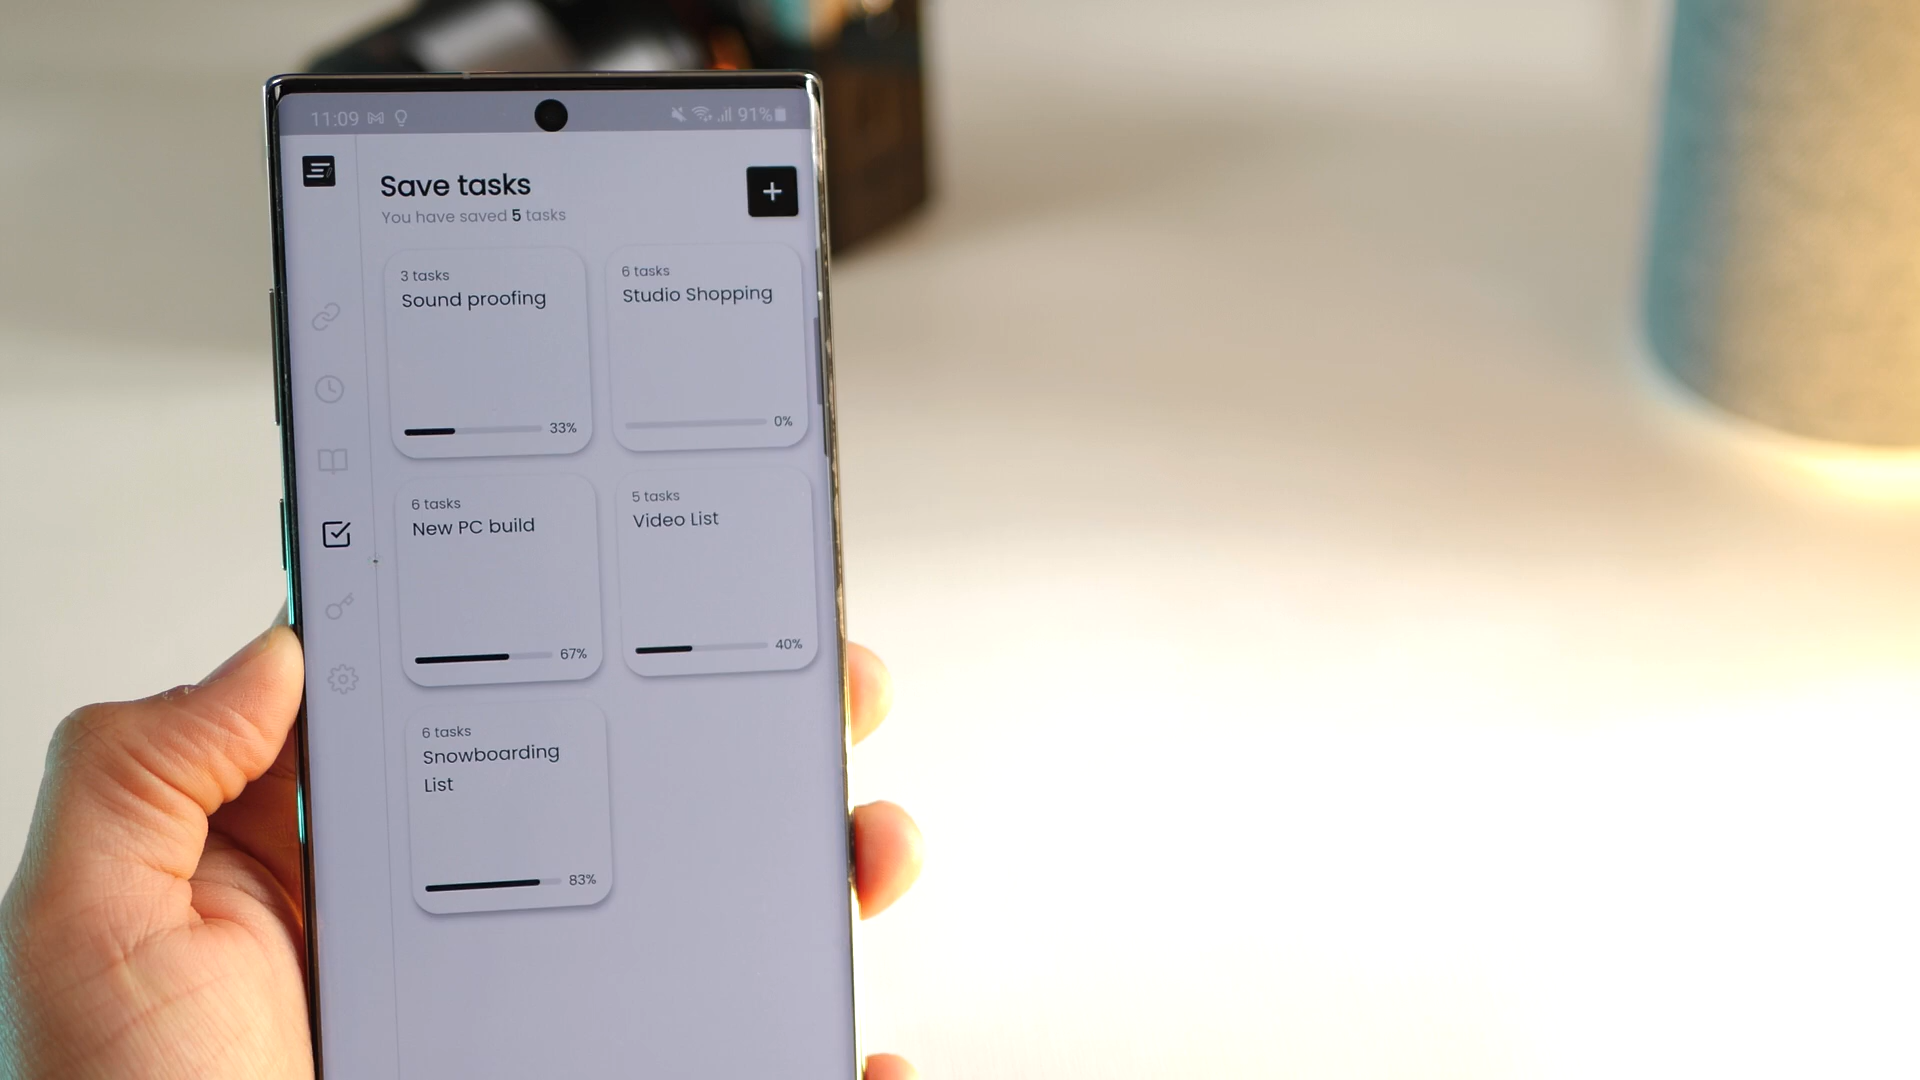 11:09 91%
Save tasks
You have saved 5 tasks
3 tasks
Sound proofing
33%
6 tasks
Studio Shopping
0%
6 tasks
New PC build
67%
5 tasks
Video List
40%
6 tasks
Snowboarding
List
83%